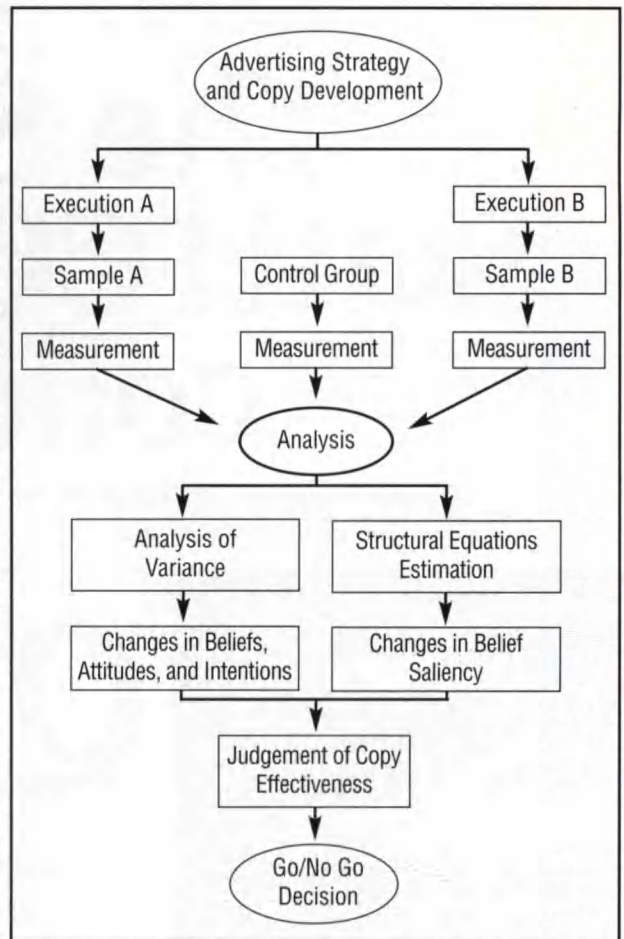 Advertising Strategy
and Copy Development
Execution A
Execution B
Sample A
Control Group
Sample B
Measurement
Measurement
Measurement
Analysis
Analysis of
Variance
Structural Equations
Estimation
Changes in Beliefs,
Attitudes, and Intentions
Changes in Belief
Saliency
Judgement of Copy
Effectiveness
Go/No Go
Decision